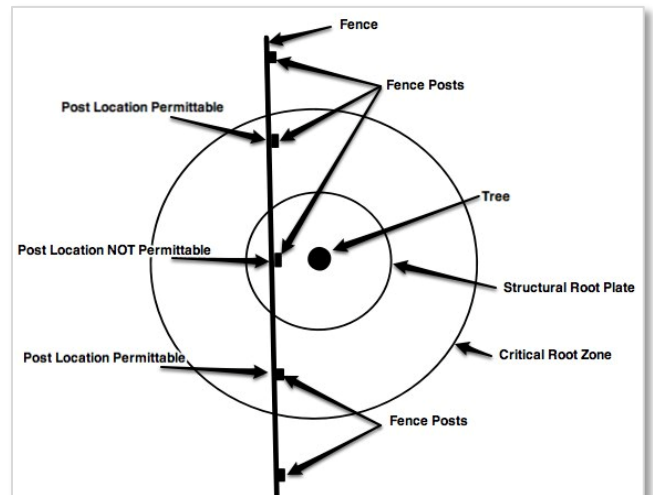 Fence
Fence Posts
Post Location Permittable
Tree
Post Location NOT Permittable
Structural Root Plate
Critical Root Zone
Post Location Permittable
Fence Posts